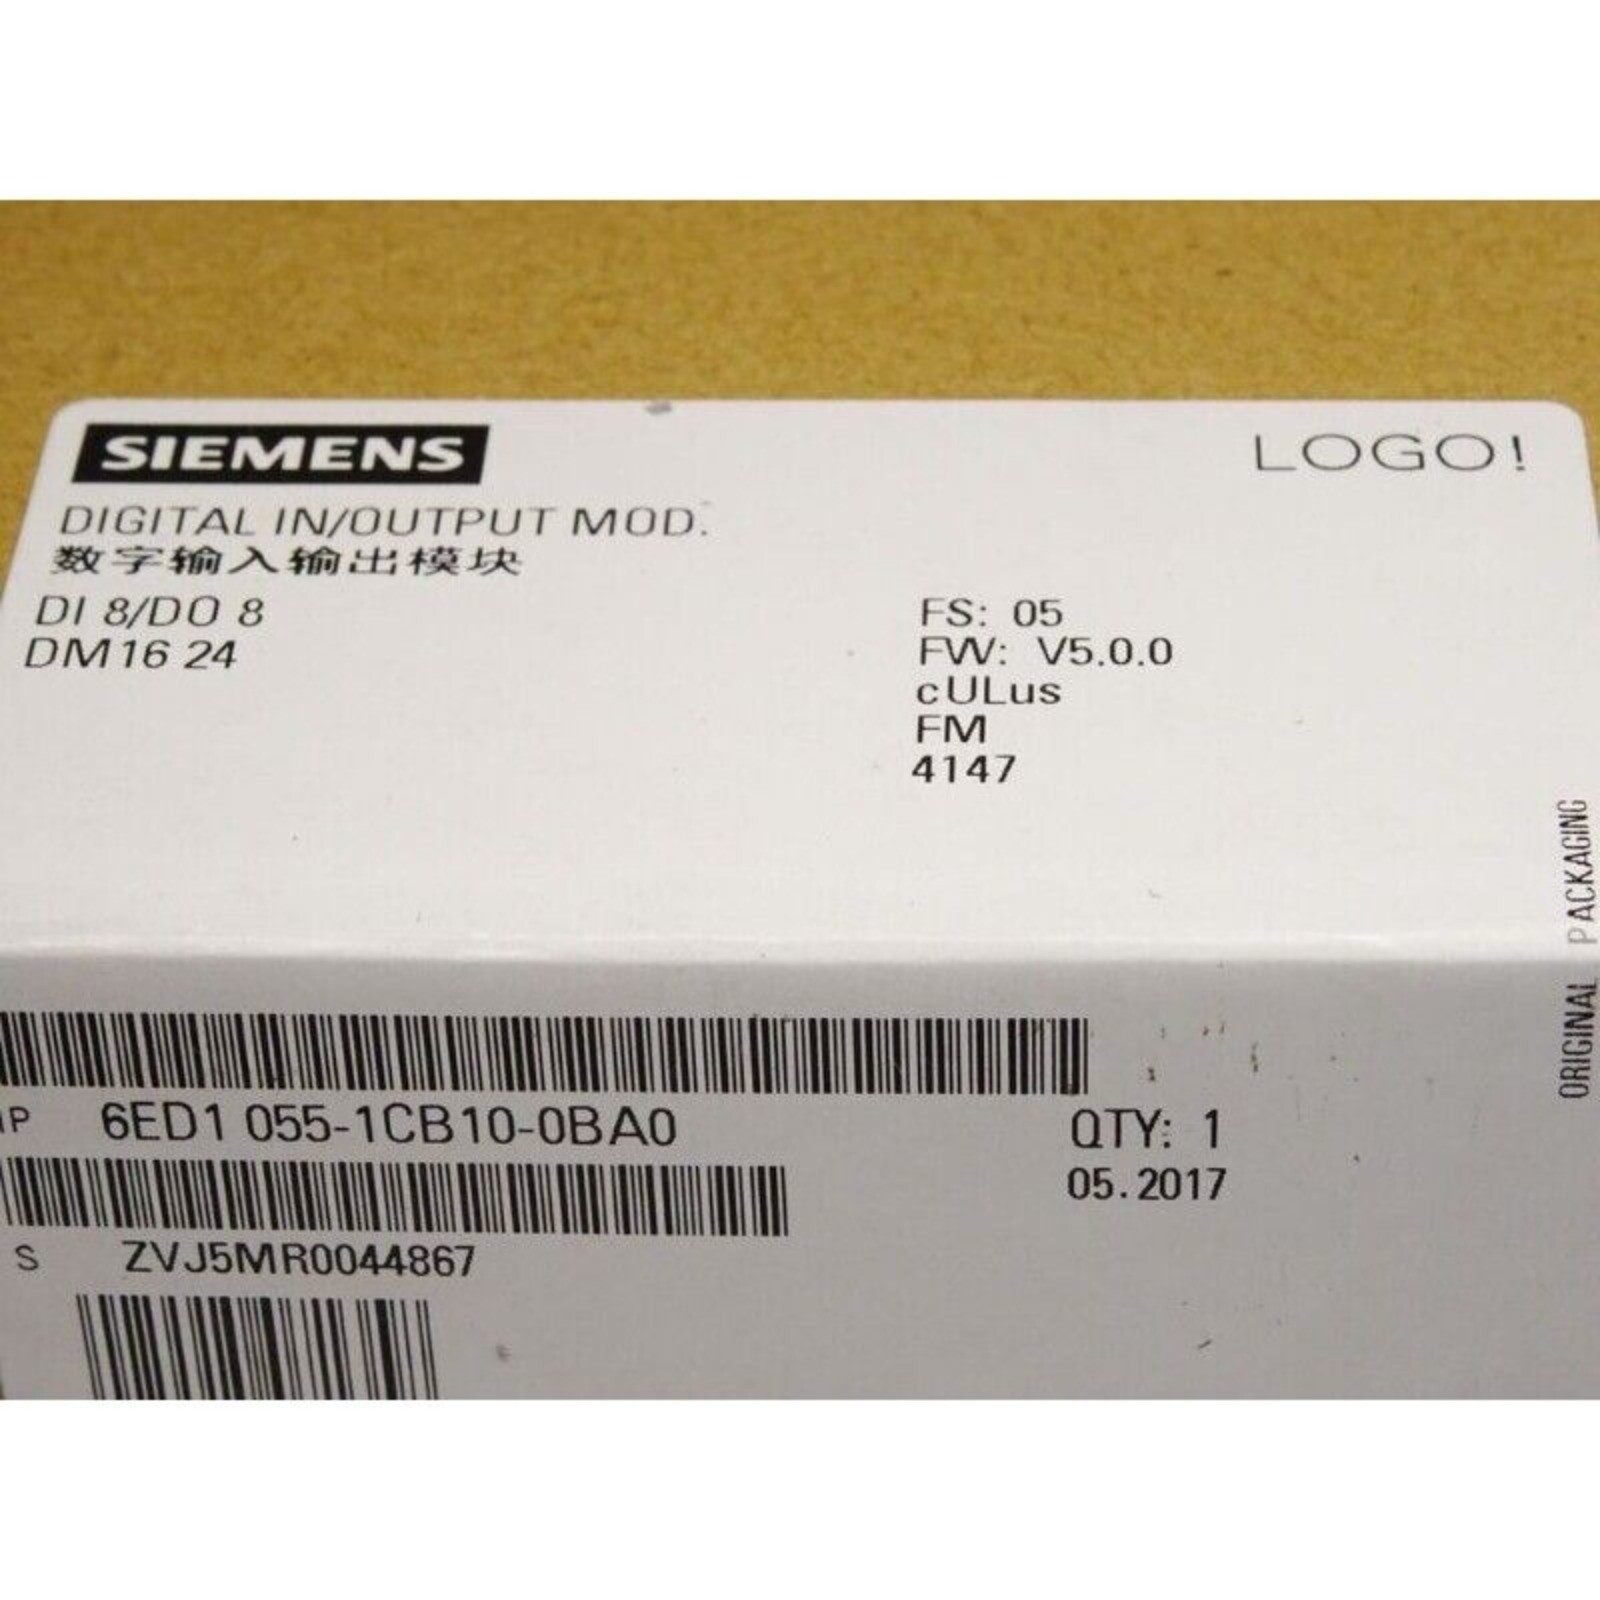 SIEMENS
LOGO!
DIGITAL IN/OUTPUT MOD.
数字输入输出模块
DI 8/DO 8
DM16 24
FS: 05
FW: V5.0.0
cULus
FM
4147
ORIGINAL PACKAGING
1P 6ED1 055-1CB10-0BA0
QTY: 1
05.2017
S ZVJ5MR0044867